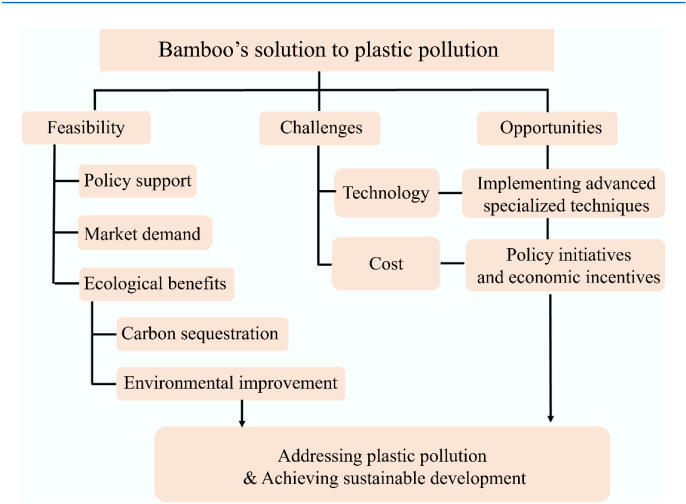 Bamboo's solution to plastic pollution
Feasibility
Challenges
Opportunities
Policy support
Market demand
Ecological benefits
Carbon sequestration
Environmental improvement
Technology
Implementing advanced
specialized techniques
Cost
Policy initiatives
and economic incentives
Addressing plastic pollution
& Achieving sustainable development